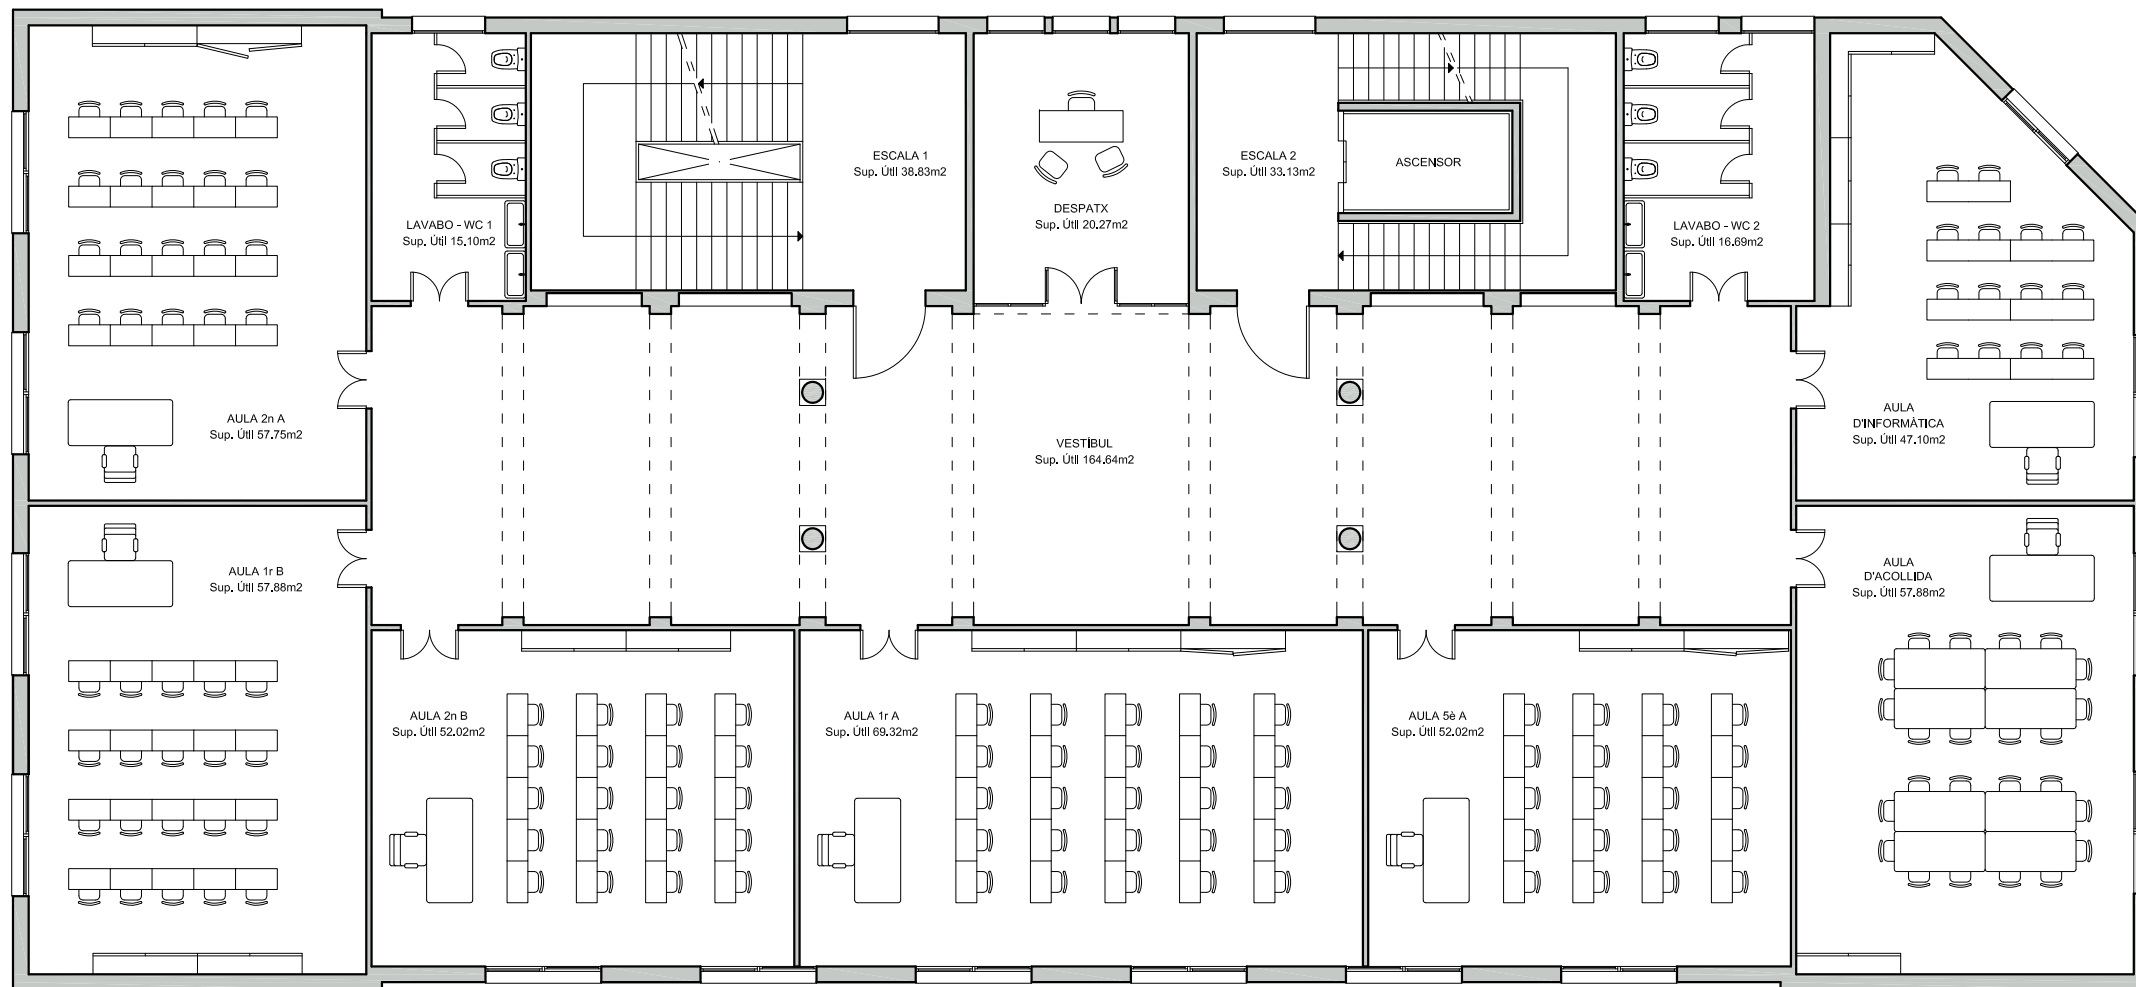 ESCALA 1
Sup. Útil 38.83m2
ESCALA 2
Sup. Útil 33.13m2
ASCENSOR
DESPATX
Sup. Útil 20.27m2
LAVABO - WC 1
Sup. Útil 15.10m2
LAVABO - WC 2
Sup. Útil 16.69m2
AULA 2n A
Sup. Útil 57.75m2
VESTÍBUL
Sup. Útil 164.64m2
AULA
D'INFORMÀTICA
Sup. Útil 47.10m2
AULA 1r B
Sup. Útil 57.88m2
AULA
D'ACOLLIDA
Sup. Útil 57.88m2
AULA 2n B
Sup. Útil 52.02m2
AULA 1r A
Sup. Útil 69.32m2
AULA 5è A
Sup. Útil 52.02m2